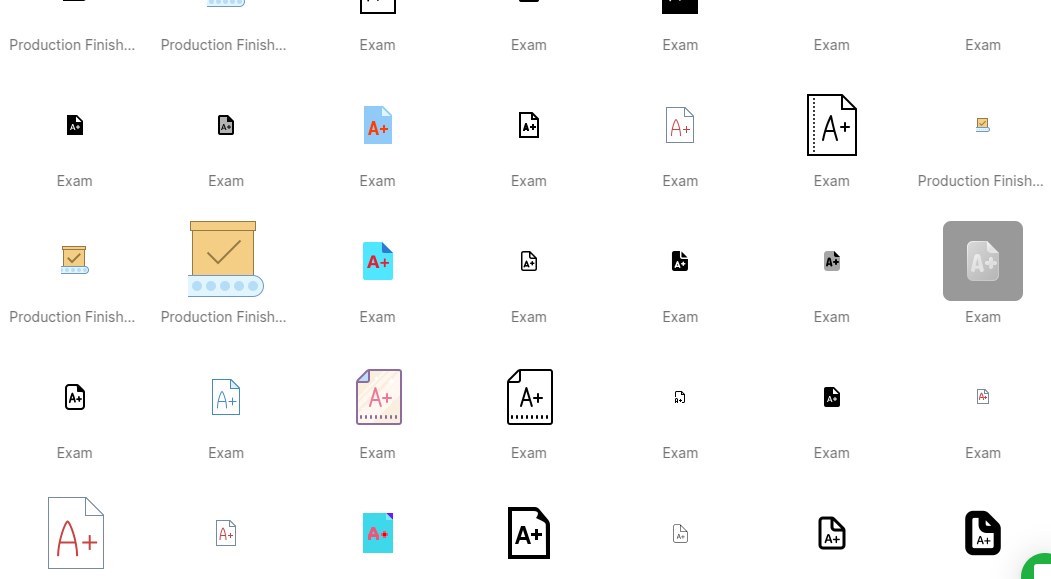 Production Finish... Production Finish... Exam Exam Exam Exam Exam
A+ A+ A+ A+ A+ A+
Exam Exam Exam Exam Exam Exam Production Finish...
A+ A+ A+ A+ A+
Production Finish... Production Finish... Exam Exam Exam Exam Exam
A+ A+ A+ A+ A+ A+ A+
Exam Exam Exam Exam Exam Exam Exam
A+ A+ A+ A+ A+ A+ A+